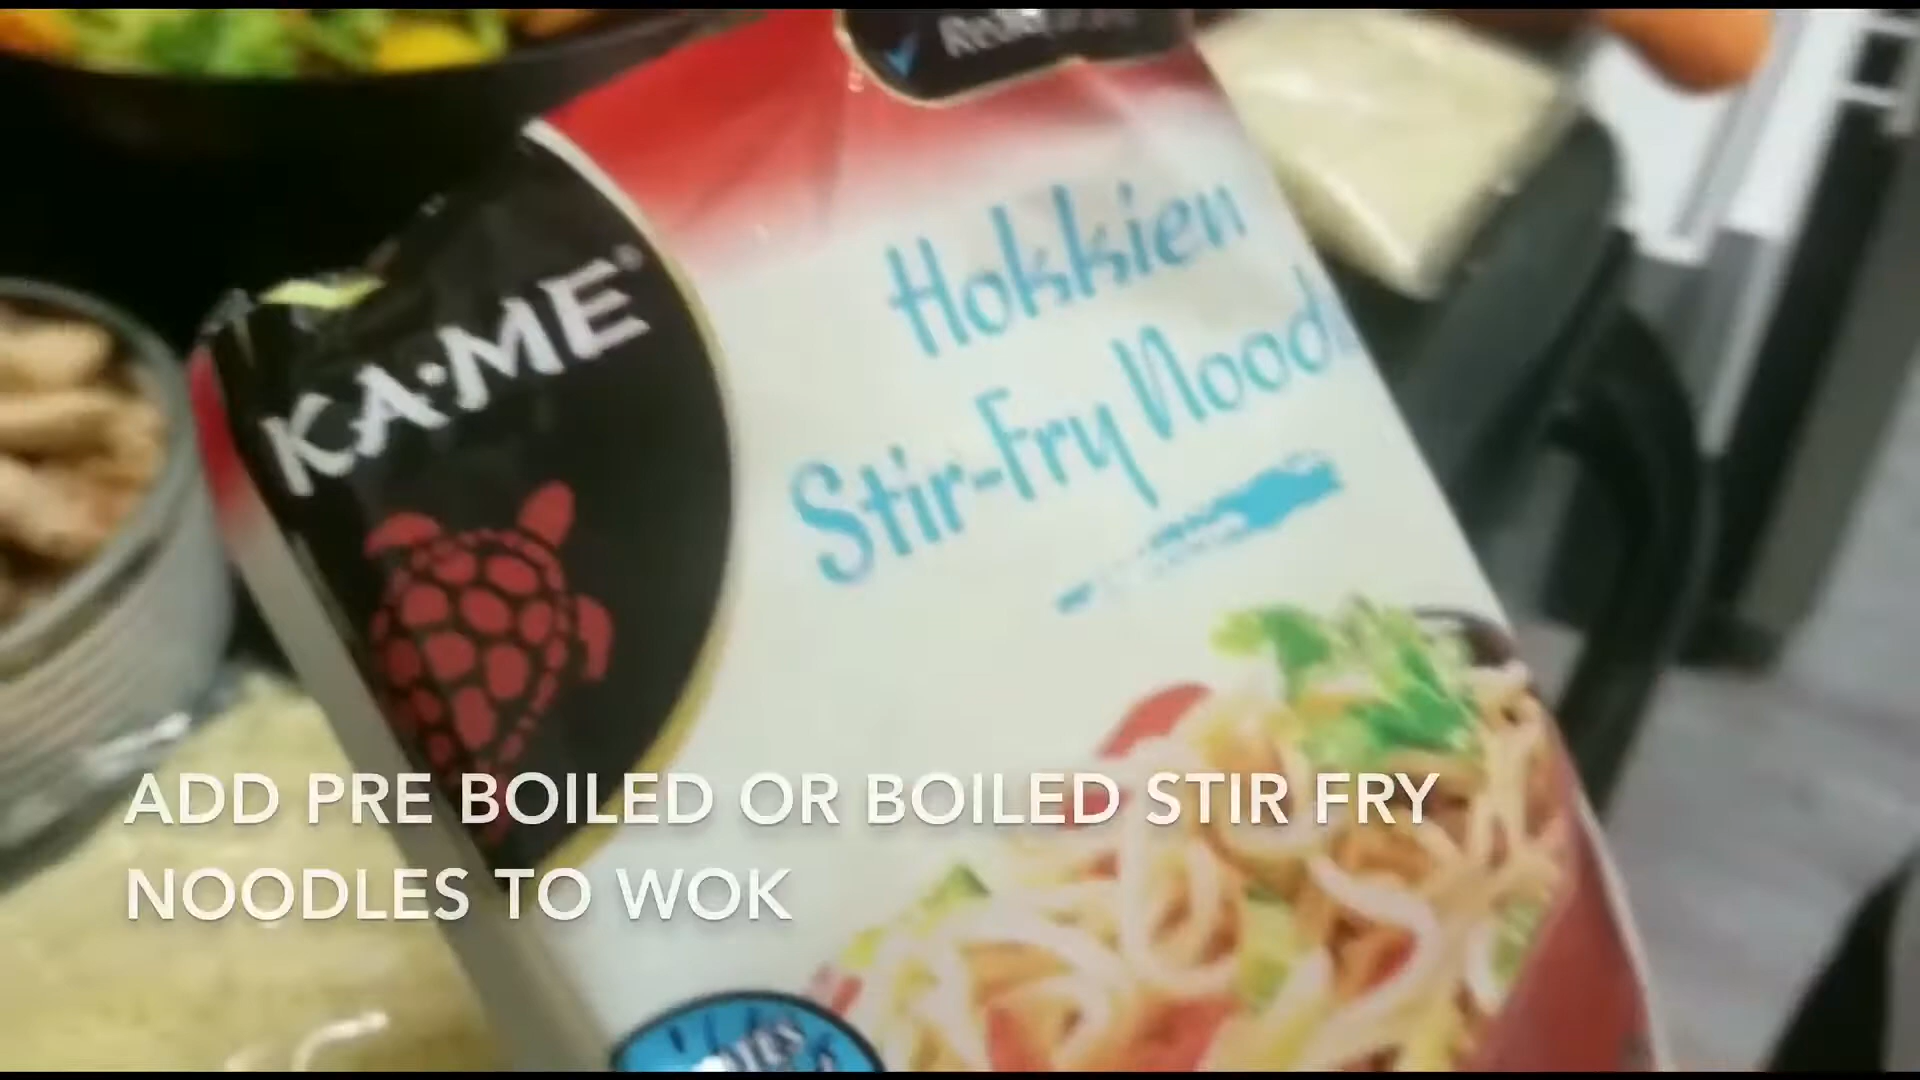 KA·ME
Hokkien
Stir-Fry Nood
ADD PRE BOILED OR BOILED STIR FRY
NOODLES TO WOK